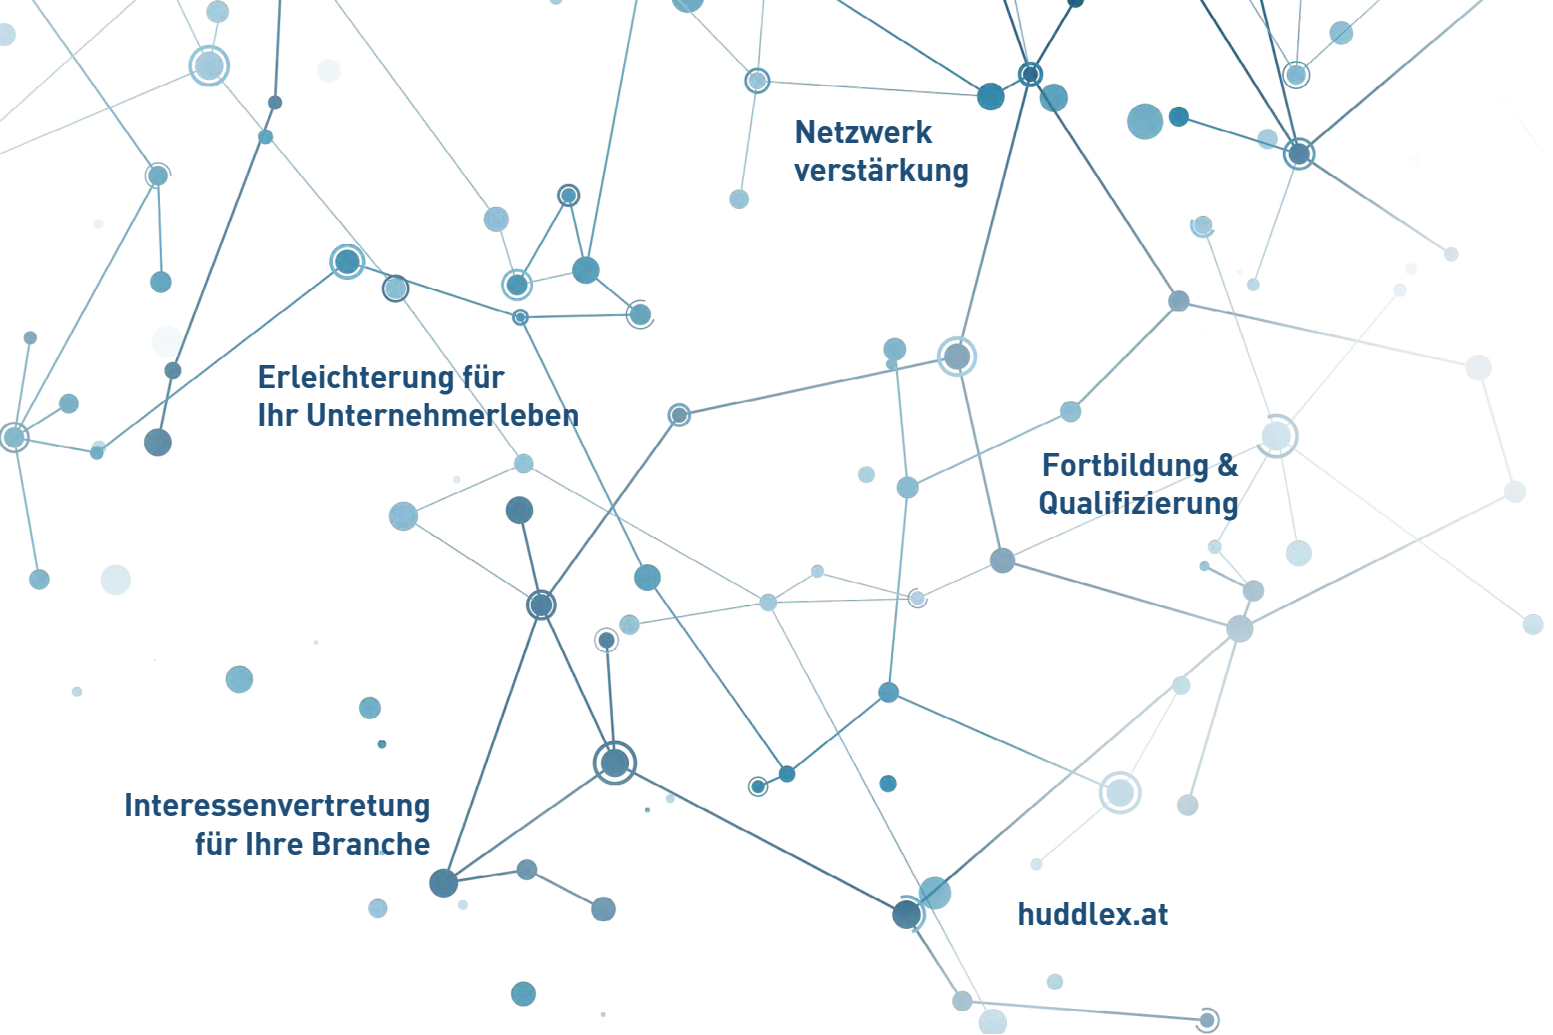 Netzwerk
verstärkung
Erleichterung für
Ihr Unternehmerleben
Fortbildung &
Qualifizierung
Interessenvertretung
für Ihre Branche
huddlex.at